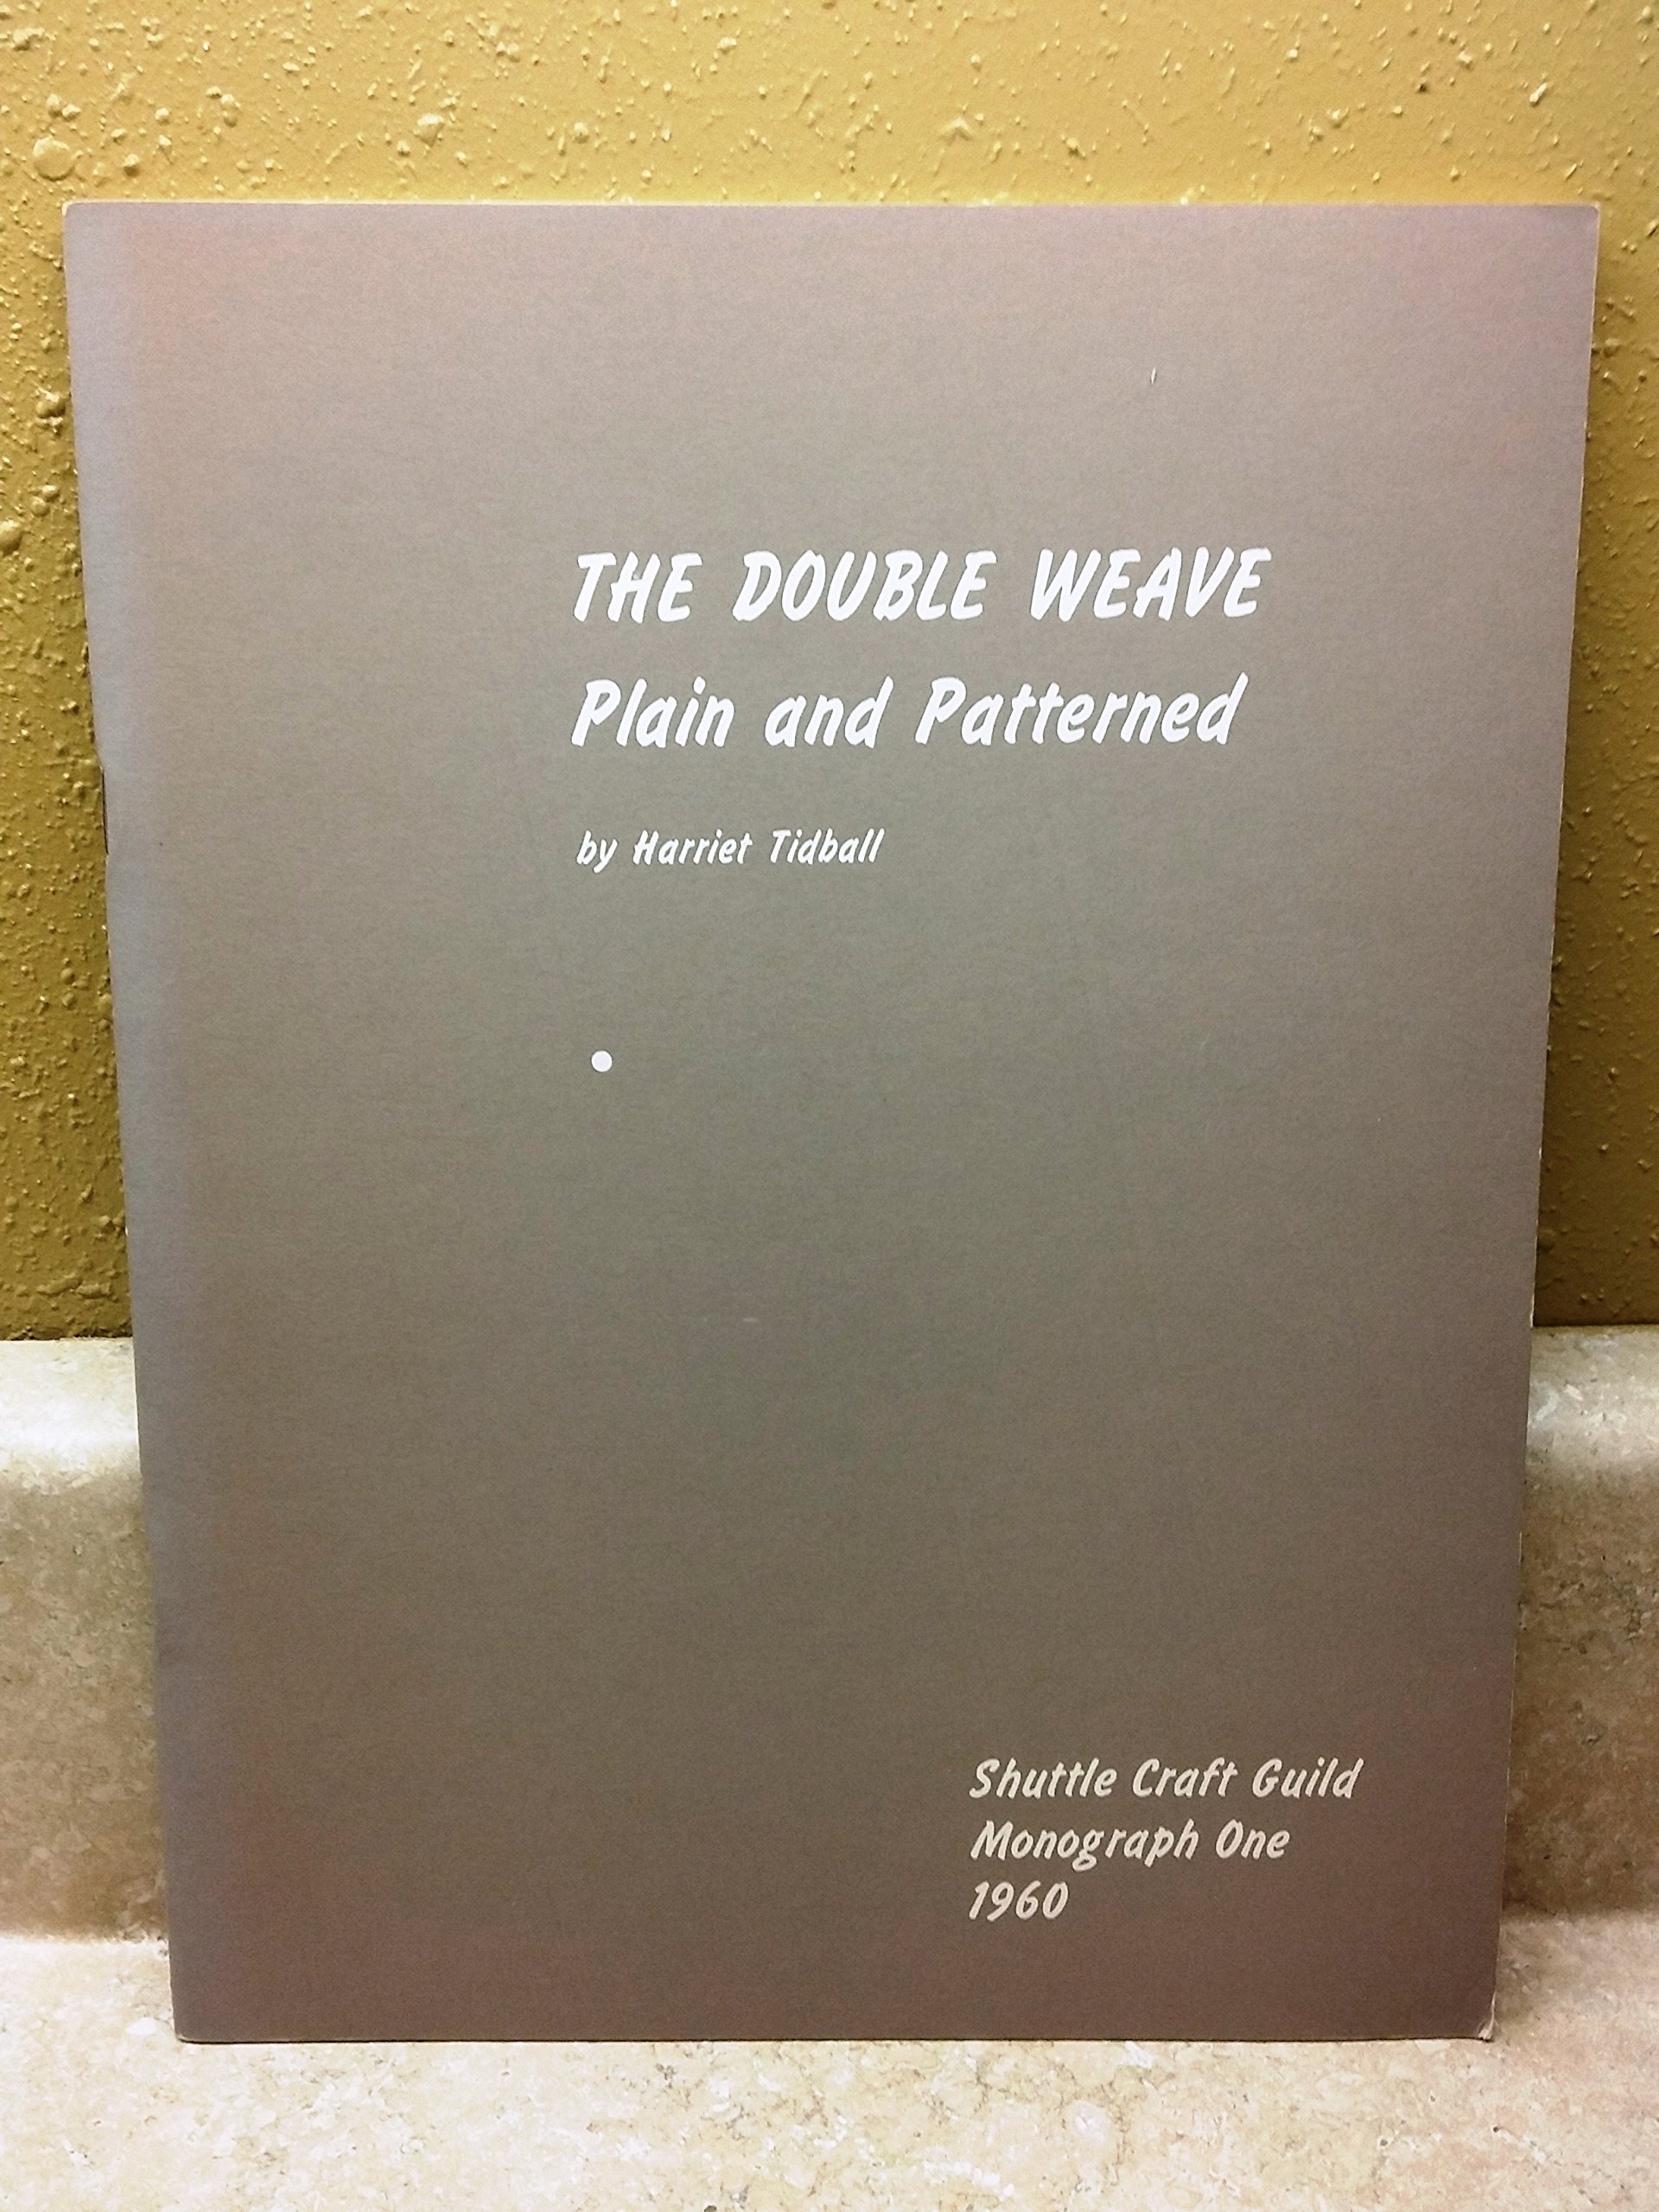 THE DOUBLE WEAVE
Plain and Patterned
by Harriet Tidball
Shuttle Craft Guild
Monograph One
1960